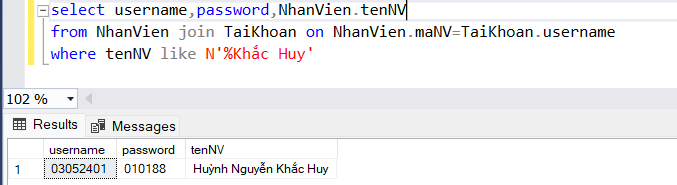 select username,password,NhanVien.tenNV
from NhanVien join TaiKhoan on NhanVien.maNV=TaiKhoan.username
where tenNV like N'%Khắc Huy'
102 %
Results Messages
username password tenNV
1 03052401 010188 Huỳnh Nguyễn Khắc Huy